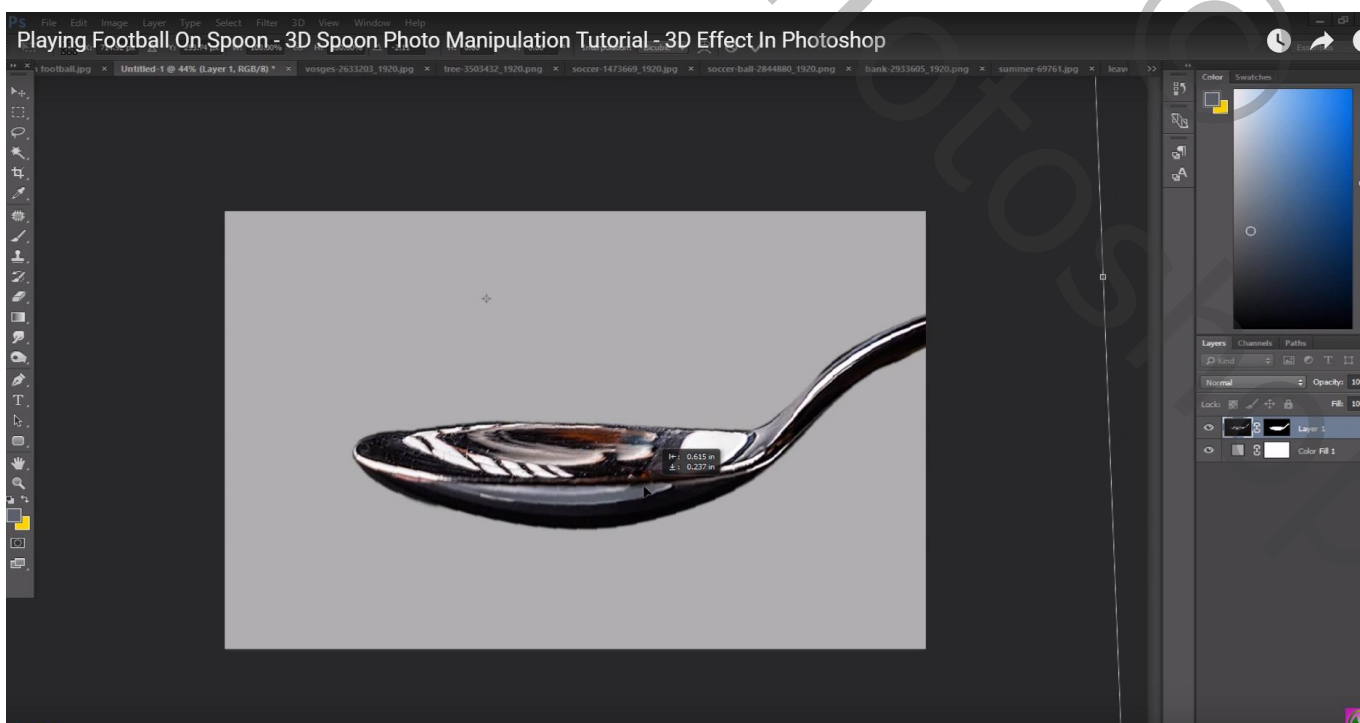 Ps File Edit Image Layer Type Select Filter 3D View Window Help
Playing Football On Spoon - 3D Spoon Photo Manipulation Tutorial - 3D Effect In Photoshop
football.jpg × Untitled-1 @ 44% (Layer 1, RGB/8) * × vosges-2633203_1920.jpg × tree-3503432_1920.png × soccer-1473669_1920.jpg × soccer-ball-2844880_1920.png × bank-2933605_1920.png × summer-69761.jpg ×
Color Swatches
Layers Channels Paths
Kind
Normal Opacity:
Lock: Fill:
Layer 1
Color Fill 1
0.615 in
0.237 in